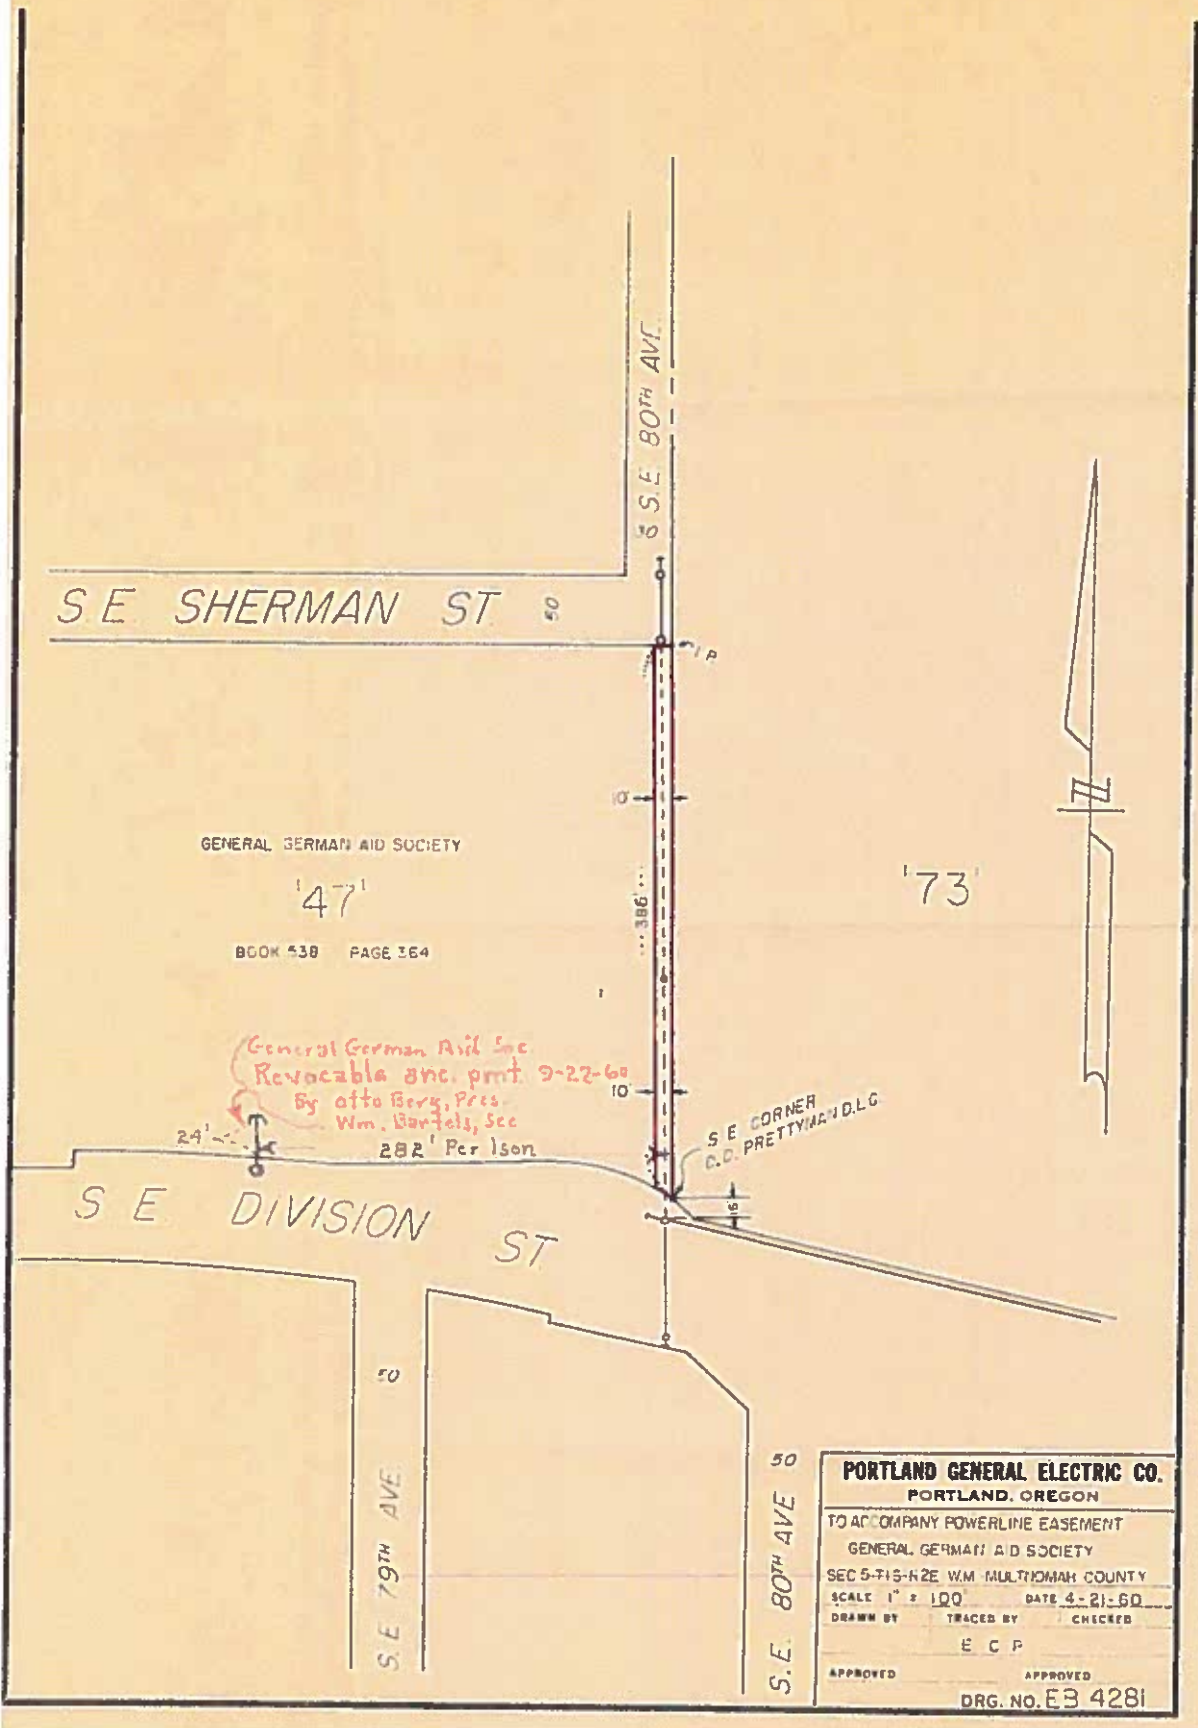 S.E. 80TH AVE.
30
S E SHERMAN ST 50
I P
10'
GENERAL GERMAN AID SOCIETY
'47'
BOOK 538 PAGE 364
386'
'73'
N
General German Aid Soc
Revocable anc. pmt. 9-22-60
By Otto Berg, Pres.
Wm. Bartels, Sec
10'
24'
282' Per Ison
S E CORNER
C.D. PRETTYMAN D.L.C
16'
S E DIVISION ST
50
S.E 79TH AVE
50
S.E. 80TH AVE
PORTLAND GENERAL ELECTRIC CO.
PORTLAND, OREGON
TO ACCOMPANY POWERLINE EASEMENT
GENERAL GERMAN AID SOCIETY
SEC 5-T1S-R2E W.M MULTNOMAH COUNTY
SCALE 1" = 100' DATE 4-21-60
DRAWN BY TRACED BY CHECKED
E C P
APPROVED APPROVED
DRG. NO. EB 4281